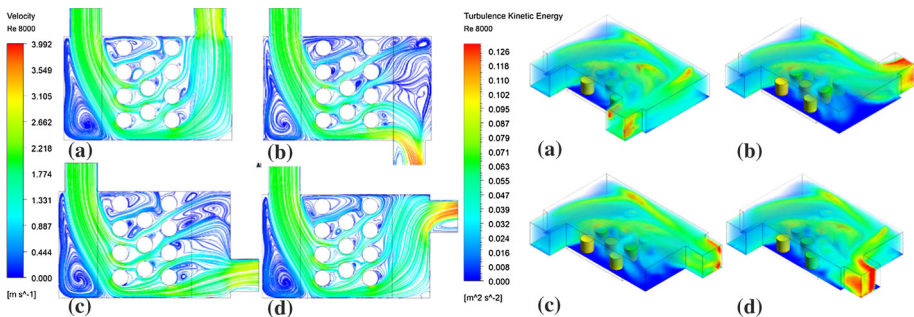 Velocity
Re 8000
3.992
3.549
3.105
2.662
2.218
1.774
1.331
0.887
0.444
0.000
[m s^-1]
(a)
(b)
(c)
(d)
Turbulence Kinetic Energy
Re 8000
0.126
0.118
0.110
0.102
0.095
0.087
0.079
0.071
0.063
0.055
0.047
0.039
0.032
0.024
0.016
0.008
0.000
[m^2 s^-2]
(a)
(b)
(c)
(d)